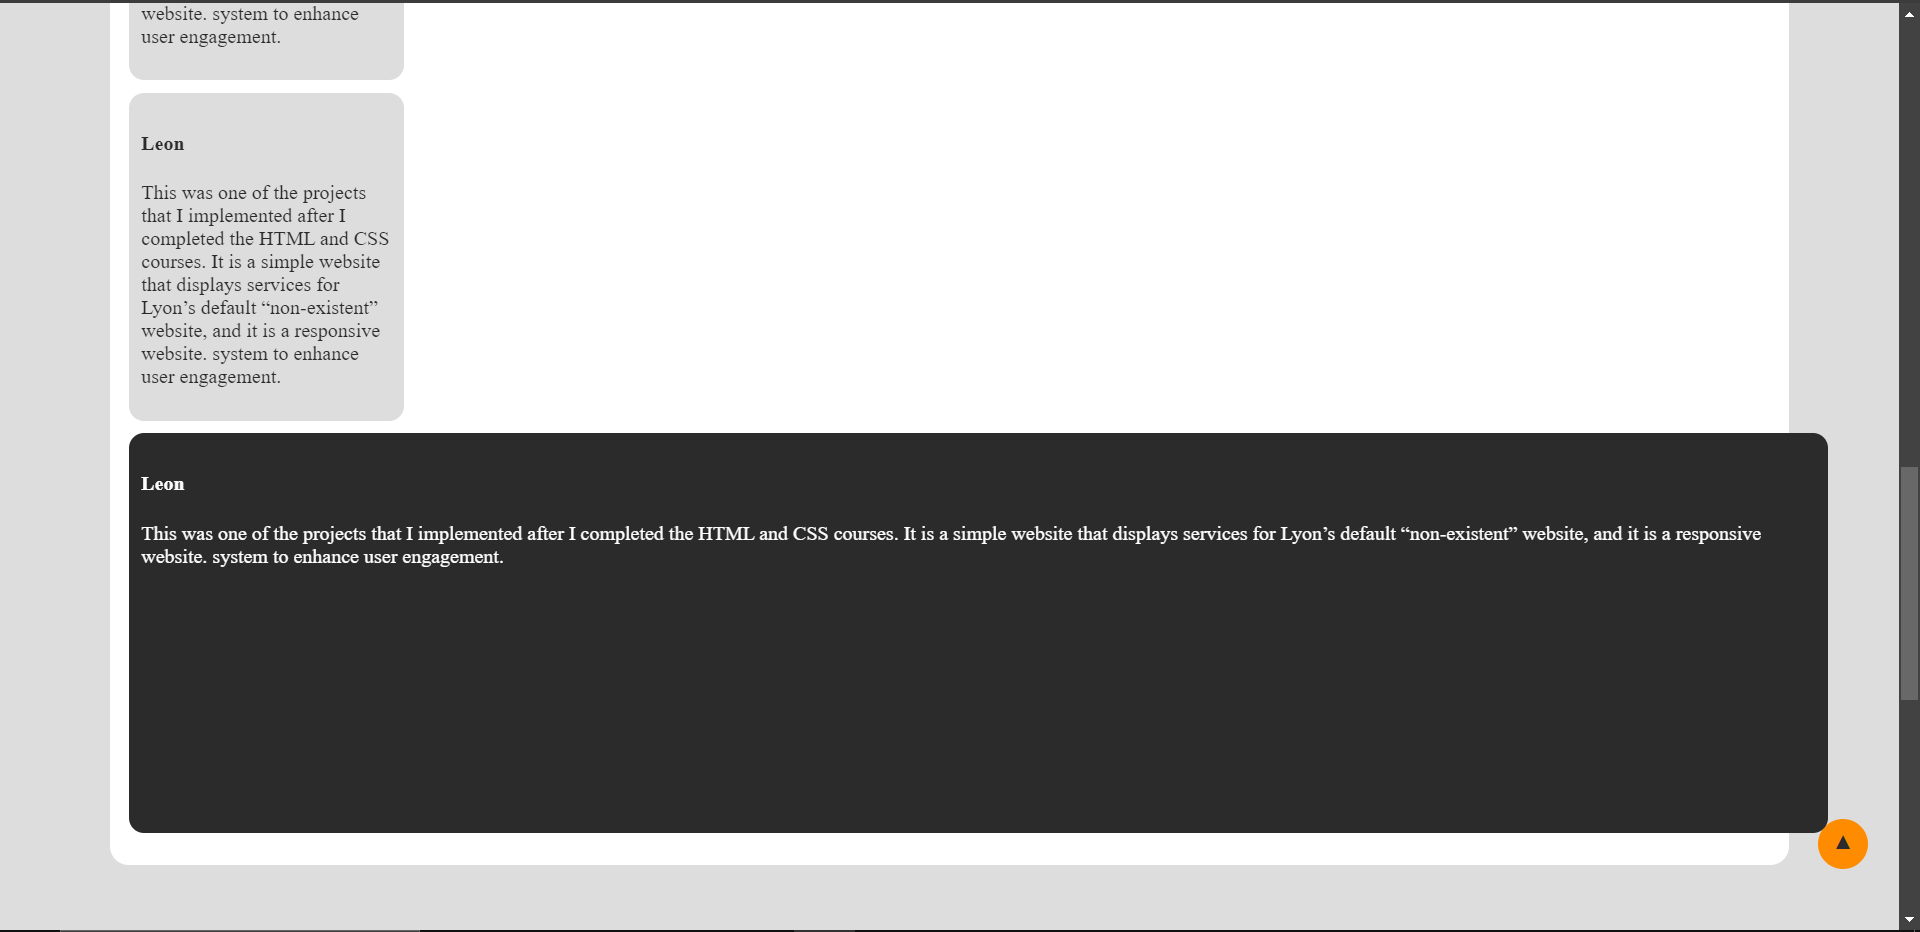 website. system to enhance
user engagement.
Leon
This was one of the projects
that I implemented after I
completed the HTML and CSS
courses. It is a simple website
that displays services for
Lyon’s default “non-existent”
website, and it is a responsive
website. system to enhance
user engagement.
Leon
This was one of the projects that I implemented after I completed the HTML and CSS courses. It is a simple website that displays services for Lyon’s default “non-existent” website, and it is a responsive
website. system to enhance user engagement.